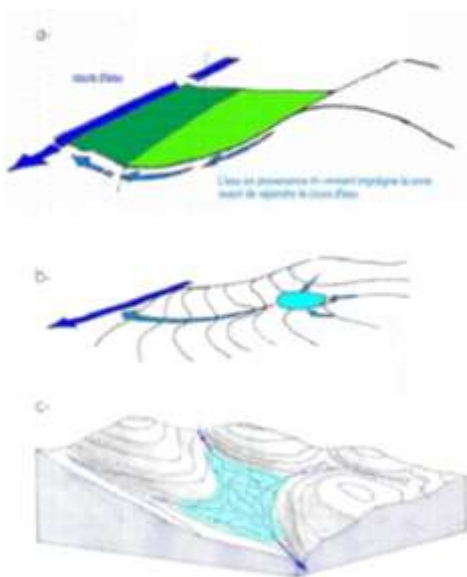 a-
cours d'eau
L'eau en provenance du versant imprègne la zone
avant de rejoindre le cours d'eau.
b-
c-